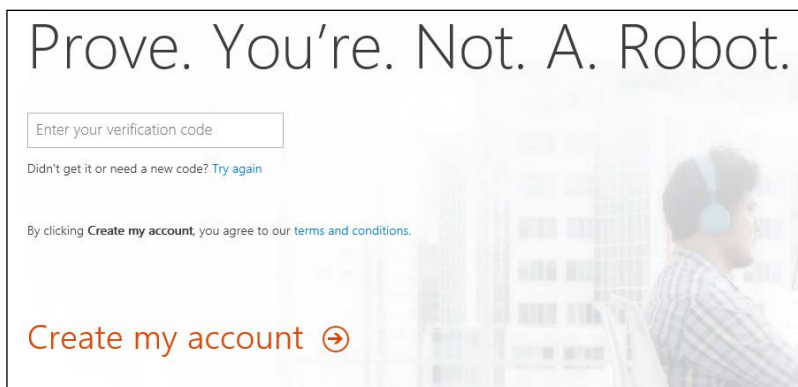 Prove. You're. Not. A. Robot.
Enter your verification code
Didn't get it or need a new code? Try again
By clicking Create my account, you agree to our terms and conditions.
Create my account